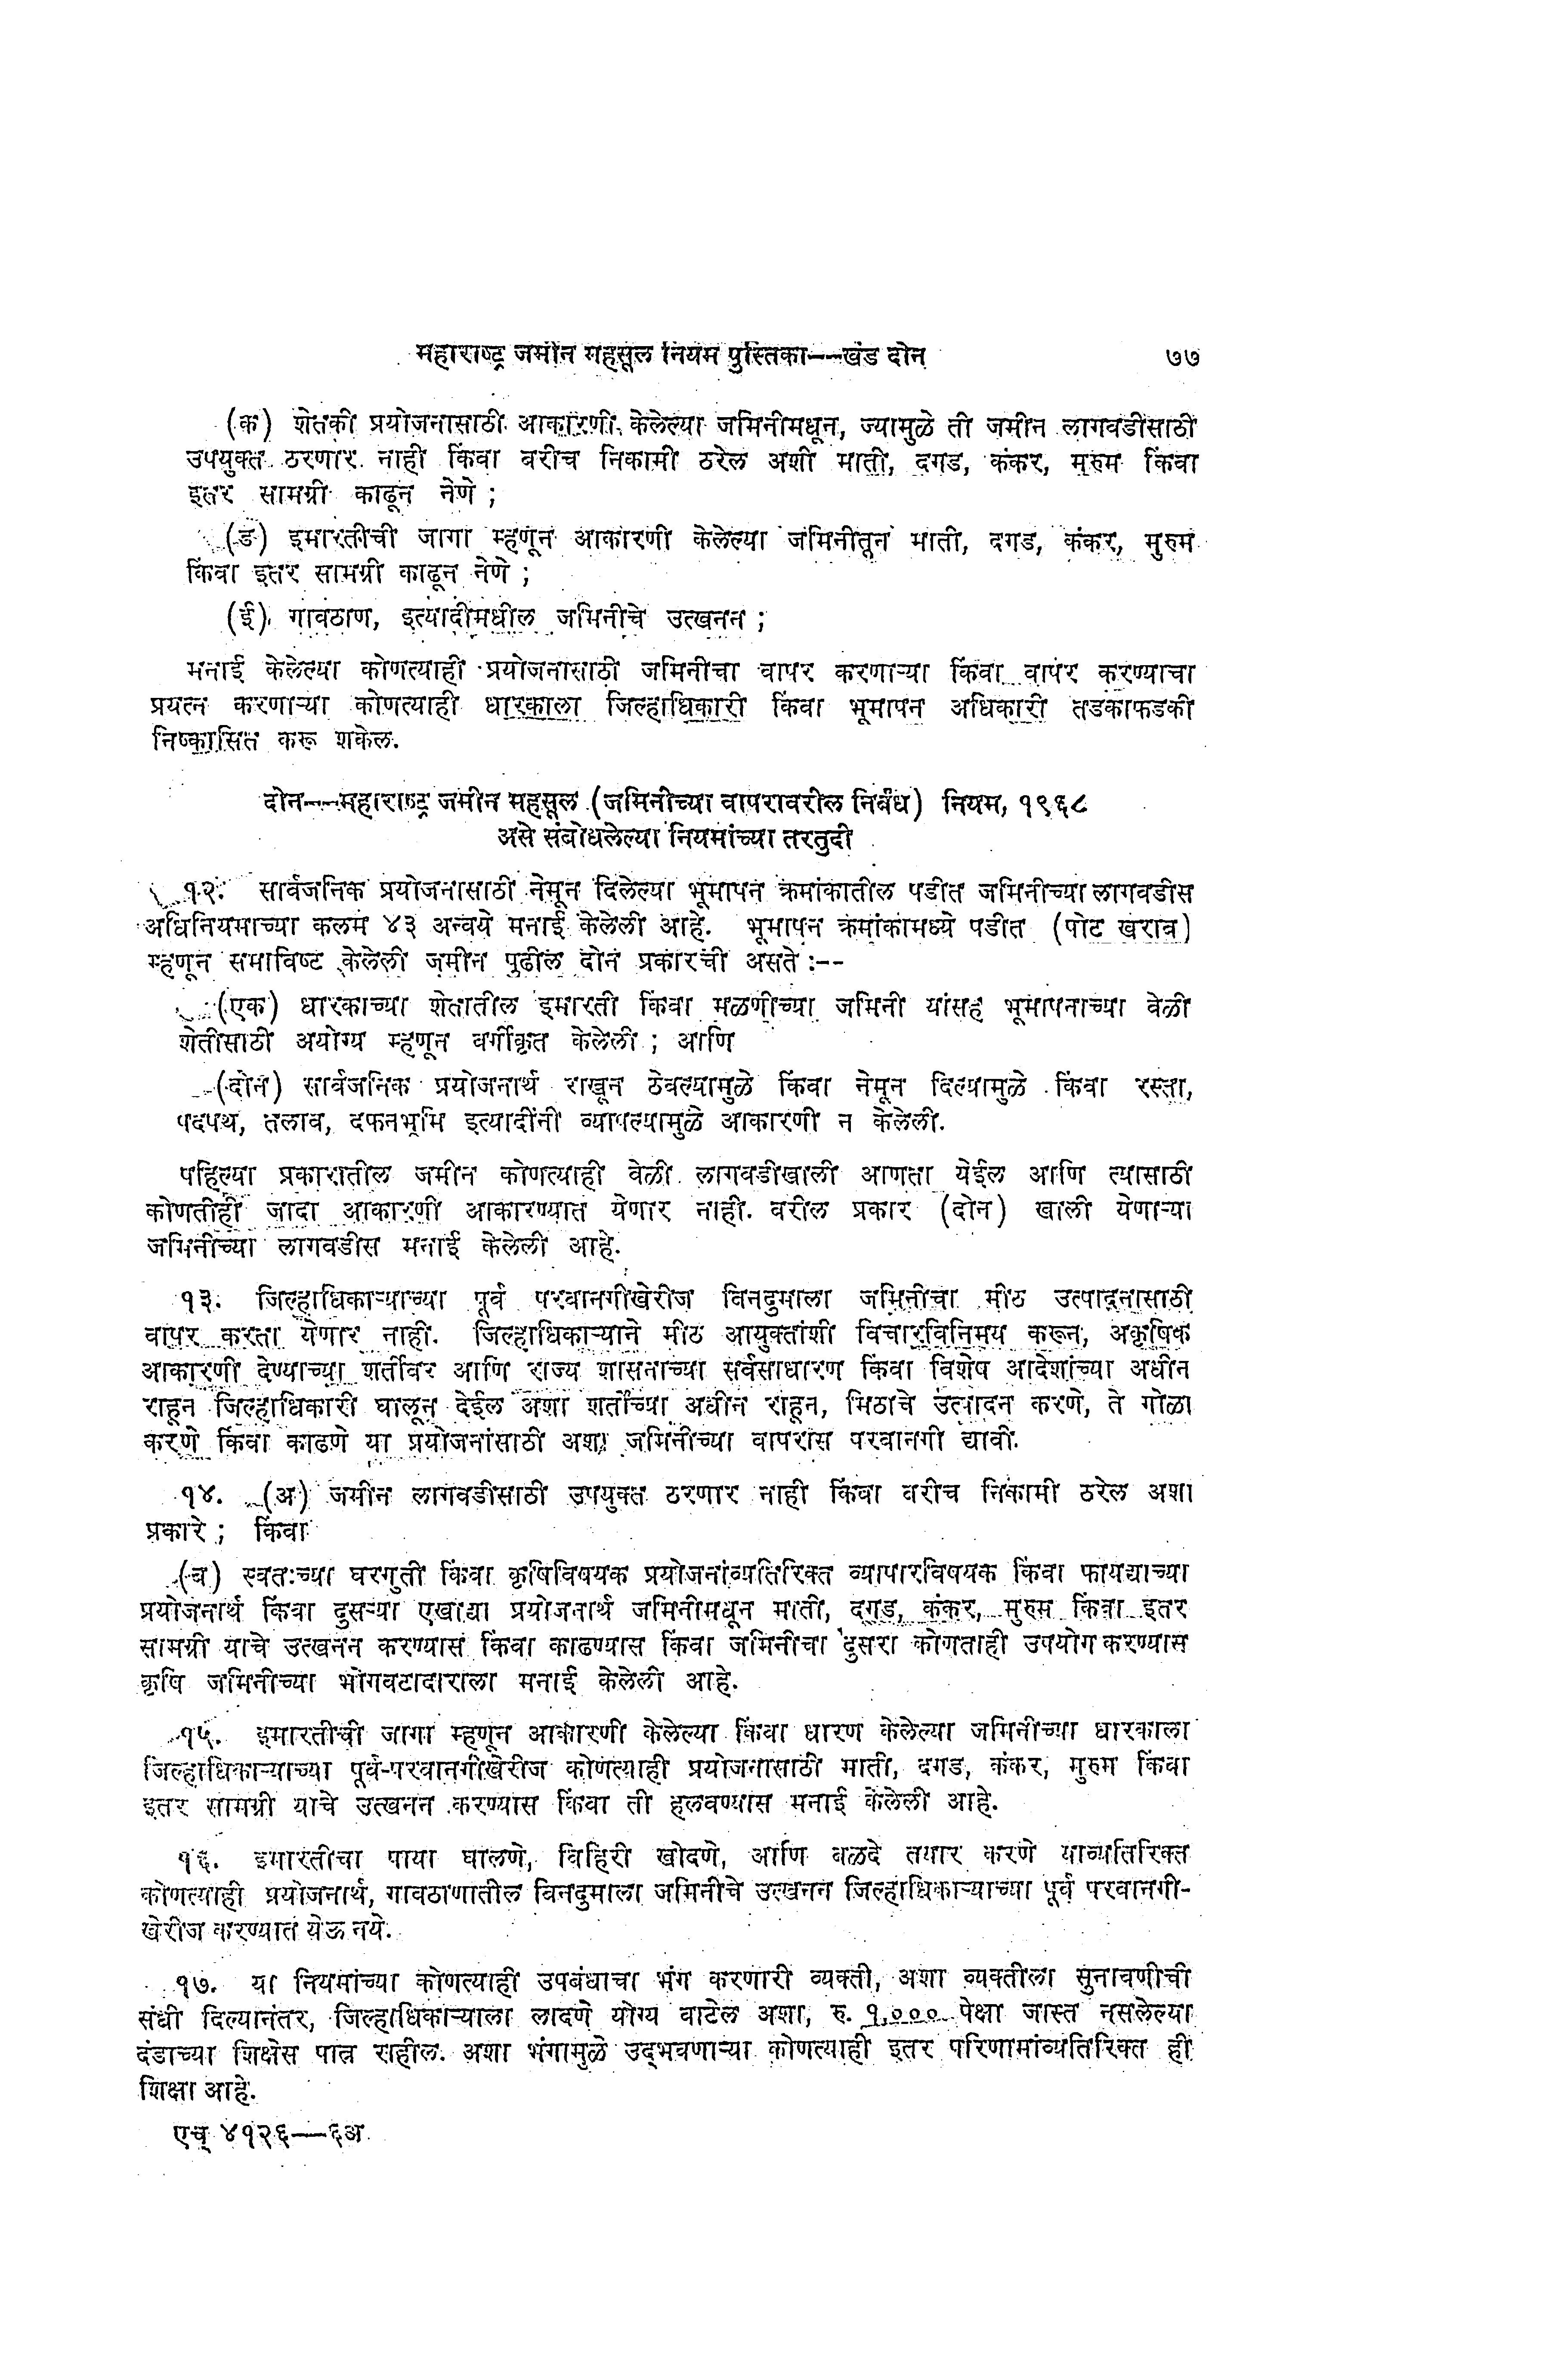 महाराष्ट्र जमीन महसूल नियम पुस्तिका——खंड दोन ७७
(क) शेतकी प्रयोजनासाठी आकारणी केलेल्या जमिनीमधून, ज्यामुळे ती जमीन लागवडीसाठी
उपयुक्त ठरणार नाही किंवा वरीच निकामी ठरेल अशी माती, दगड, कंकर, मुरुम किंवा
इतर सामग्री काढून नेणे ;
(ड) इमारतीची जागा म्हणून आकारणी केलेल्या जमिनीतून माती, दगड, कंकर, मुरुम
किंवा इतर सामग्री काढून नेणे ;
(ई) गावठाण, इत्यादीमधील जमिनीचे उत्खनन ;
मनाई केलेल्या कोणत्याही प्रयोजनासाठी जमिनीचा वापर करणाऱ्या किंवा वापर करण्याचा
प्रयत्न करणाऱ्या कोणत्याही धारकाला जिल्हाधिकारी किंवा भूमापन अधिकारी तडकाफडकी
निष्कासित करू शकेल.
दोन——महाराष्ट्र जमीन महसूल (जमिनीच्या वापरावरील निर्बंध) नियम, १९६८
असे संबोधलेल्या नियमांच्या तरतुदी
१२. सार्वजनिक प्रयोजनासाठी नेमून दिलेल्या भूमापन क्रमांकातील पडीत जमिनीच्या लागवडीस
अधिनियमाच्या कलम ४३ अन्वये मनाई केलेली आहे. भूमापन क्रमांकामध्ये पडीत (पोट खराब)
म्हणून समाविष्ट केलेली जमीन पुढील दोन प्रकारची असते :--
(एक) धारकाच्या शेतातील इमारती किंवा मळणीच्या जमिनी यांसह भूमापनाच्या वेळी
शेतीसाठी अयोग्य म्हणून वर्गीकृत केलेली ; आणि
(दोन) सार्वजनिक प्रयोजनार्थ राखून ठेवल्यामुळे किंवा नेमून दिल्यामुळे किंवा रस्ता,
पदपथ, तलाव, दफनभूमि इत्यादींनी व्यापल्यामुळे आकारणी न केलेली.
पहिल्या प्रकारातील जमीन कोणत्याही वेळी लागवडीखाली आणता येईल आणि त्यासाठी
कोणतीही जादा आकारणी आकारण्यात येणार नाही. वरील प्रकार (दोन) खाली येणाऱ्या
जमिनीच्या लागवडीस मनाई केलेली आहे.
१३. जिल्हाधिकाऱ्याच्या पूर्व परवानगीखेरीज विनदुमाला जमिनीचा मीठ उत्पादनासाठी
वापर करता येणार नाही. जिल्हाधिकाऱ्याने मीठ आयुक्तांशी विचारविनिमय करून, अकृषिक
आकारणी देण्याच्या शर्तीवर आणि राज्य शासनाच्या सर्वसाधारण किंवा विशेष आदेशांच्या अधीन
राहून जिल्हाधिकारी घालून देईल अशा शर्तींच्या अधीन राहून, मिठाचे उत्पादन करणे, ते गोळा
करणे किंवा काढणे या प्रयोजनांसाठी अशा जमिनीच्या वापरास परवानगी द्यावी.
१४. (अ) जमीन लागवडीसाठी उपयुक्त ठरणार नाही किंवा वरीच निकामी ठरेल अशा
प्रकारे ; किंवा
(ब) स्वतःच्या घरगुती किंवा कृषिविषयक प्रयोजनांव्यतिरिक्त व्यापारविषयक किंवा फायद्याच्या
प्रयोजनार्थ किंवा दुसऱ्या एखाद्या प्रयोजनार्थ जमिनीमधून माती, दगड, कंकर, मुरुम किंवा इतर
सामग्री याचे उत्खनन करण्यास किंवा काढण्यास किंवा जमिनीचा दुसरा कोणताही उपयोग करण्यास
कृषि जमिनीच्या भोगवटादाराला मनाई केलेली आहे.
१५. इमारतीची जागा म्हणून आकारणी केलेल्या किंवा धारण केलेल्या जमिनीच्या धारकाला
जिल्हाधिकाऱ्याच्या पूर्व-परवानगीखेरीज कोणत्याही प्रयोजनासाठी माती, दगड, कंकर, मुरुम किंवा
इतर सामग्री याचे उत्खनन करण्यास किंवा ती हलवण्यास मनाई केलेली आहे.
१६. इमारतीचा पाया घालणे, विहिरी खोदणे, आणि बळदे तयार करणे याव्यतिरिक्त
कोणत्याही प्रयोजनार्थ, गावठाणातील विनदुमाला जमिनीचे उत्खनन जिल्हाधिकाऱ्याच्या पूर्व परवानगी-
खेरीज करण्यात येऊ नये.
१७. या नियमांच्या कोणत्याही उपबंधाचा भंग करणारी व्यक्ती, अशा व्यक्तीला सुनावणीची
संधी दिल्यानंतर, जिल्हाधिकाऱ्याला लादणे योग्य वाटेल अशा, रु. १,००० पेक्षा जास्त नसलेल्या
दंडाच्या शिक्षेस पात्र राहील. अशा भंगामुळे उद्‌भवणाऱ्या कोणत्याही इतर परिणामांव्यतिरिक्त ही
शिक्षा आहे.
एच् ४१२६—६अ